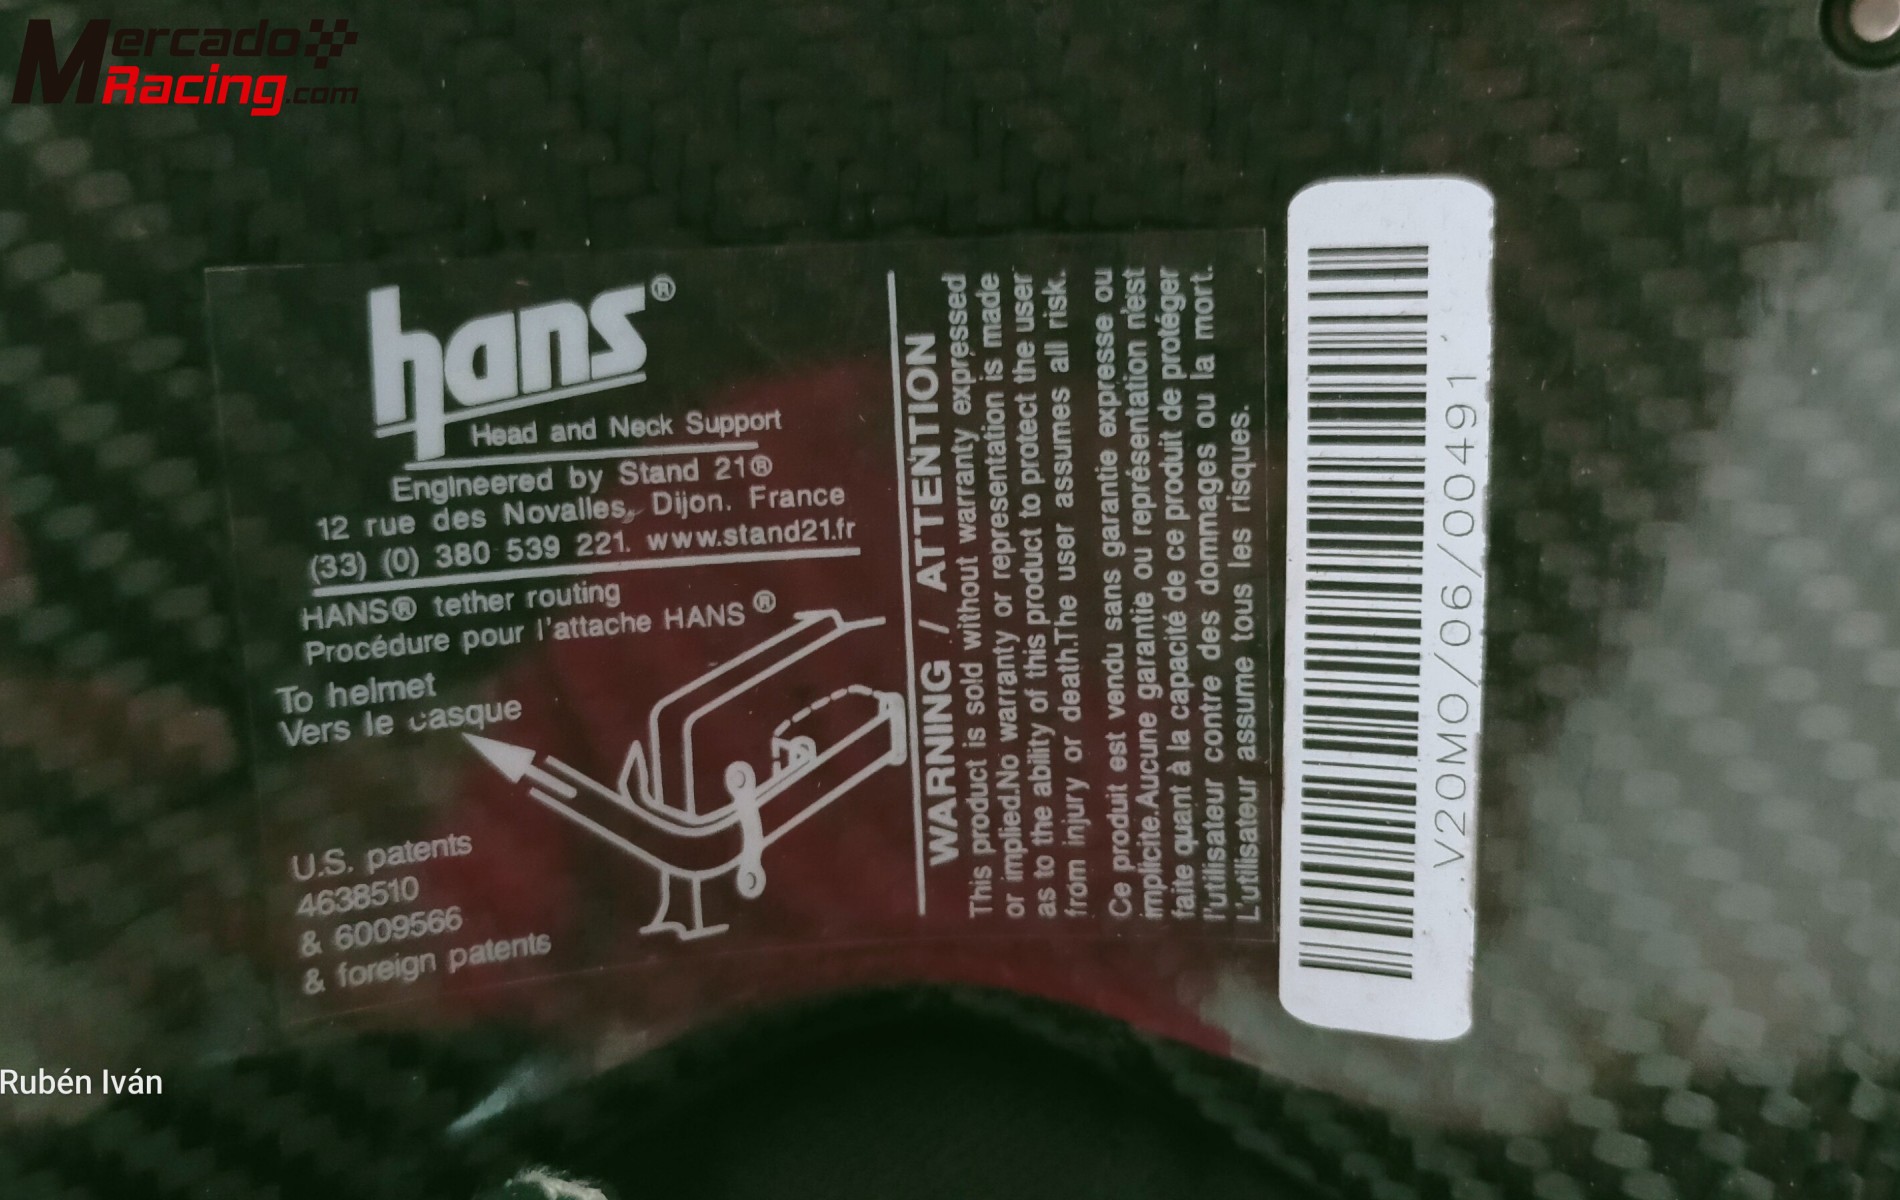 Mercado
Racing.com
hans®
Head and Neck Support
Engineered by Stand 21®
12 rue des Novalles, Dijon. France
(33) (0) 380 539 221. www.stand21.fr
HANS® tether routing
Procédure pour l'attache HANS®
To helmet
Vers le casque
U.S. patents
4638510
& 6009566
& foreign patents
WARNING / ATTENTION
This product is sold without warranty expressed
or implied.No warranty or representation is made
as to the ability of this product to protect the user
from injury or death.The user assumes all risk.
Ce produit est vendu sans garantie expresse ou
implicite.Aucune garantie ou représentation n'est
faite quant à la capacité de ce produit de protéger
l'utilisateur contre des dommages ou la mort.
L'utilisateur assume tous les risques.
V20MO/06/00491
Rubén Iván